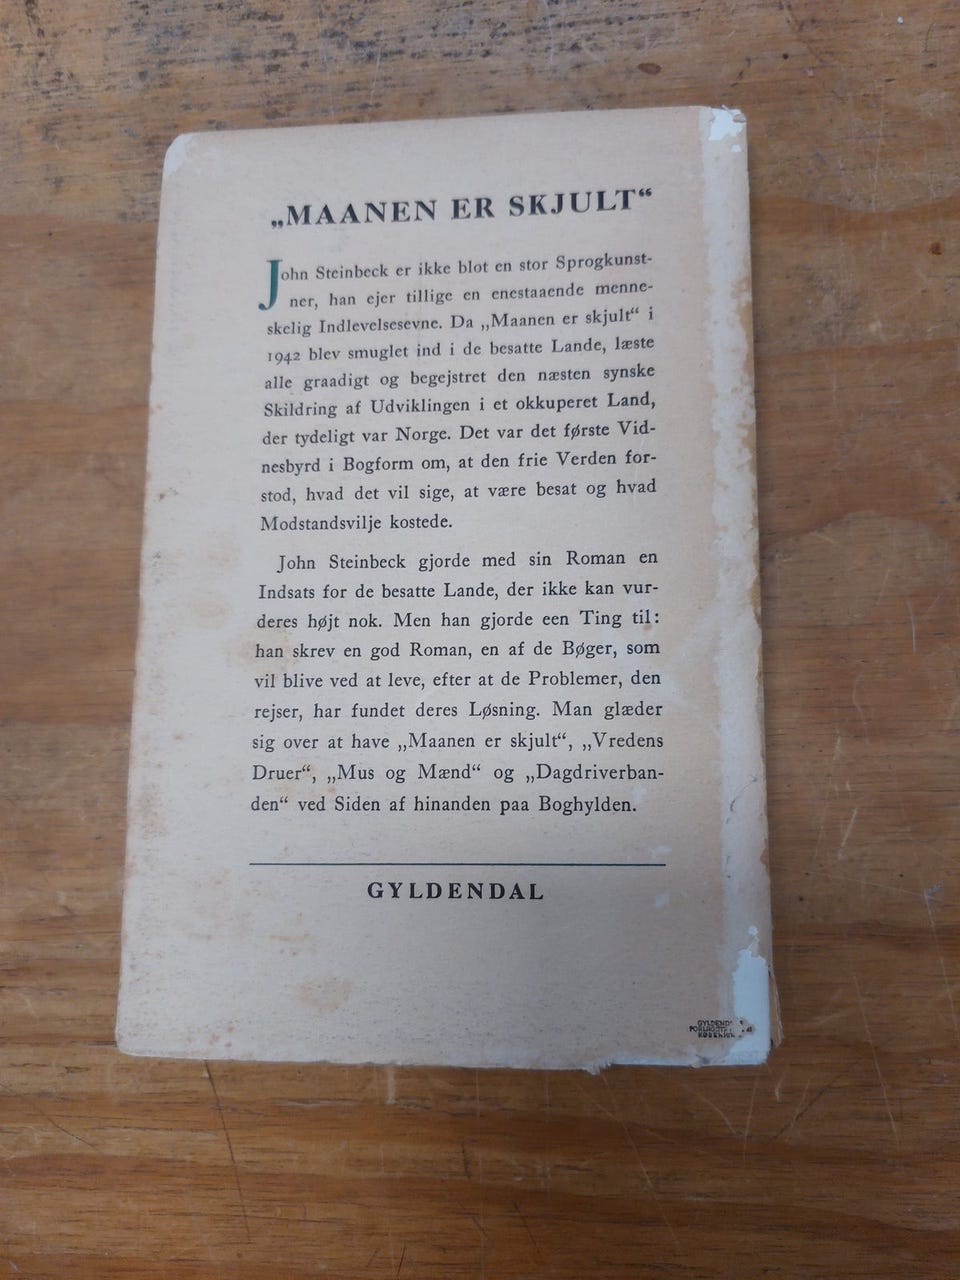 „MAANEN ER SKJULT“
John Steinbeck er ikke blot en stor Sprogkunst-
ner, han ejer tillige en enestaaende menne-
skelig Indlevelsesevne. Da „Maanen er skjult“ i
1942 blev smuglet ind i de besatte Lande, læste
alle graadigt og begejstret den næsten synske
Skildring af Udviklingen i et okkuperet Land,
der tydeligt var Norge. Det var det første Vid-
nesbyrd i Bogform om, at den frie Verden for-
stod, hvad det vil sige, at være besat og hvad
Modstandsvilje kostede.
John Steinbeck gjorde med sin Roman en
Indsats for de besatte Lande, der ikke kan vur-
deres højt nok. Men han gjorde een Ting til:
han skrev en god Roman, en af de Bøger, som
vil blive ved at leve, efter at de Problemer, den
rejser, har fundet deres Løsning. Man glæder
sig over at have „Maanen er skjult“, „Vredens
Druer“, „Mus og Mænd“ og „Dagdriverban-
den“ ved Siden af hinanden paa Boghylden.
GYLDENDAL